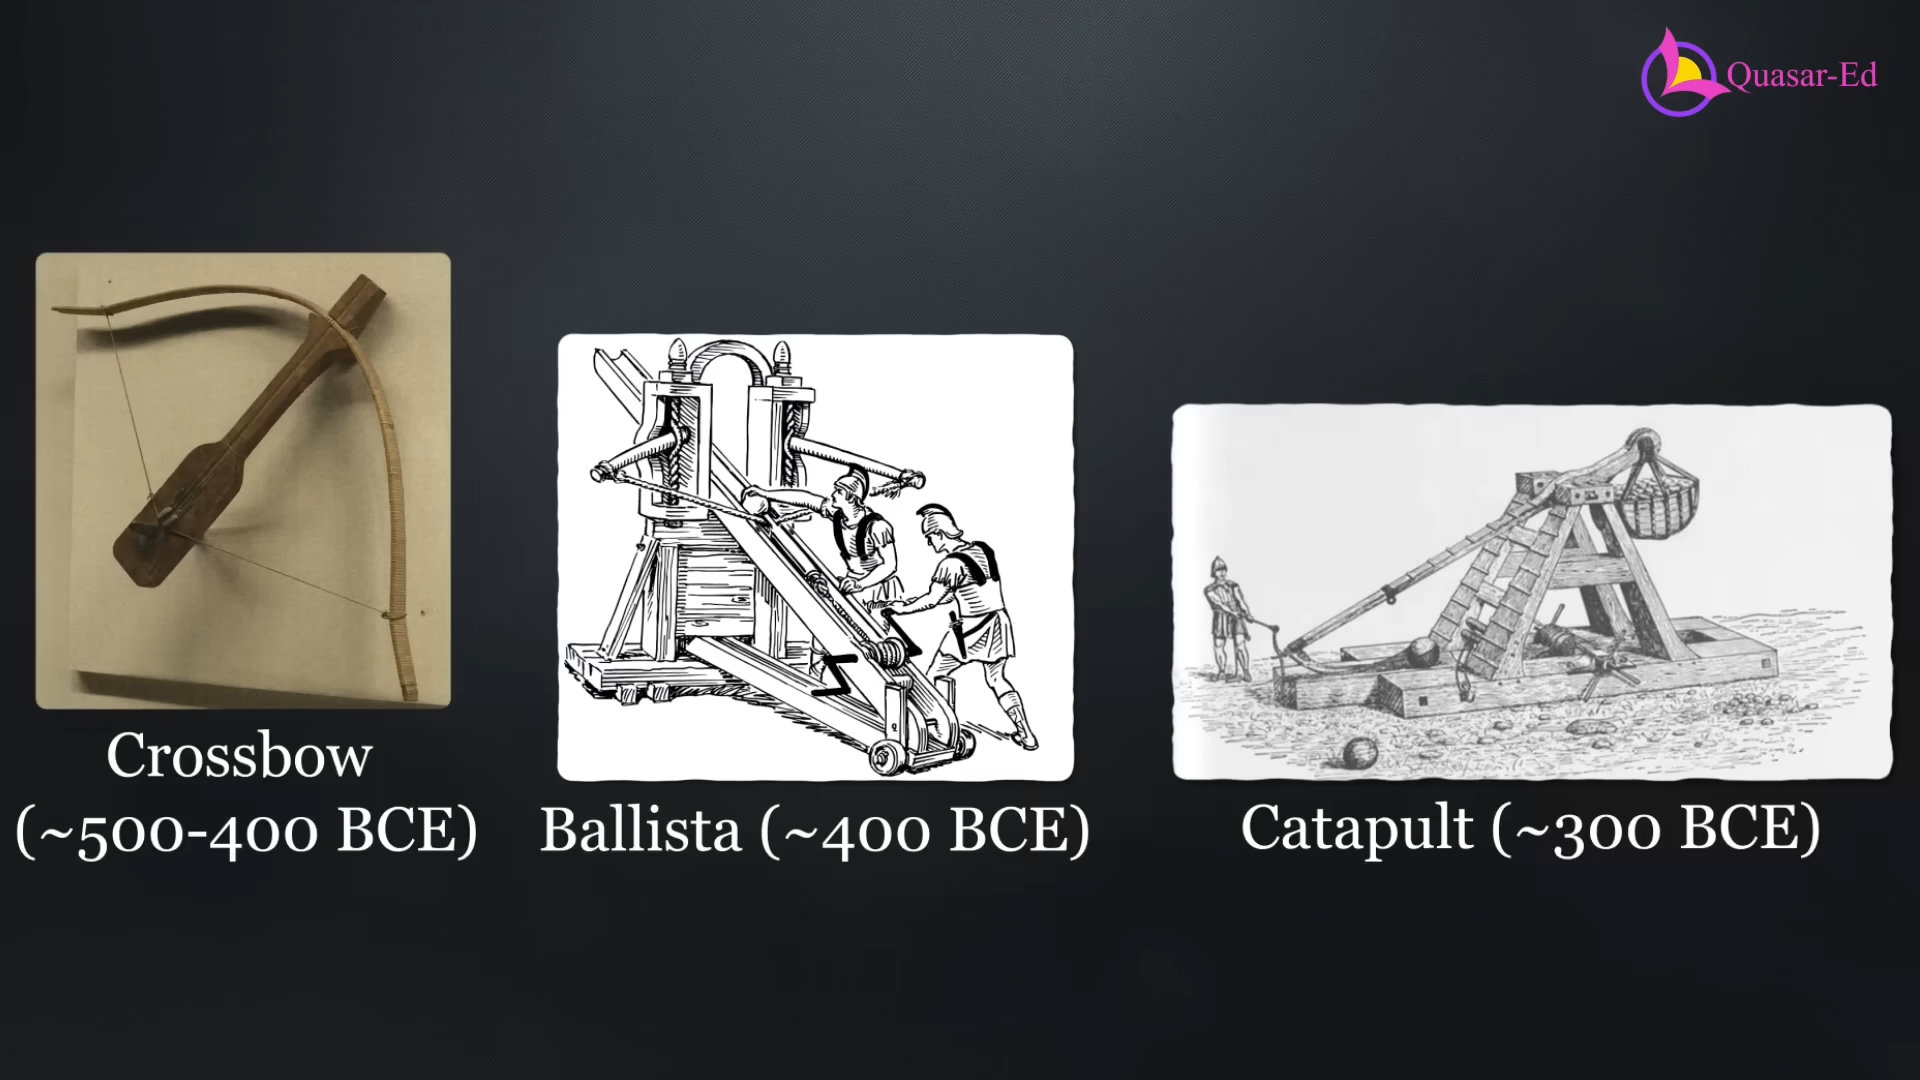 Quasar-Ed
Crossbow
(~500-400 BCE)
Ballista (~400 BCE)
Catapult (~300 BCE)